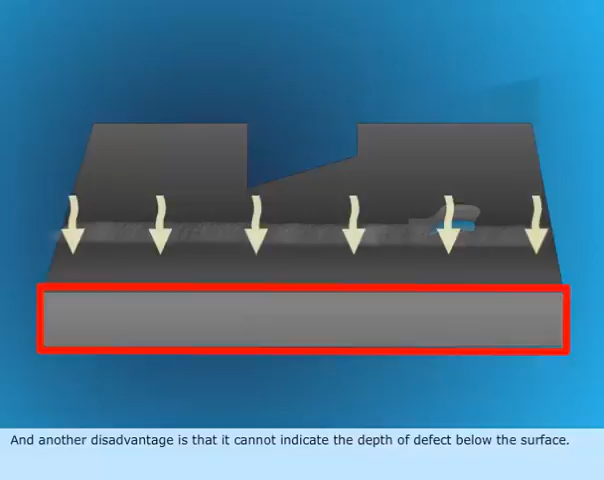 And another disadvantage is that it cannot indicate the depth of defect below the surface.